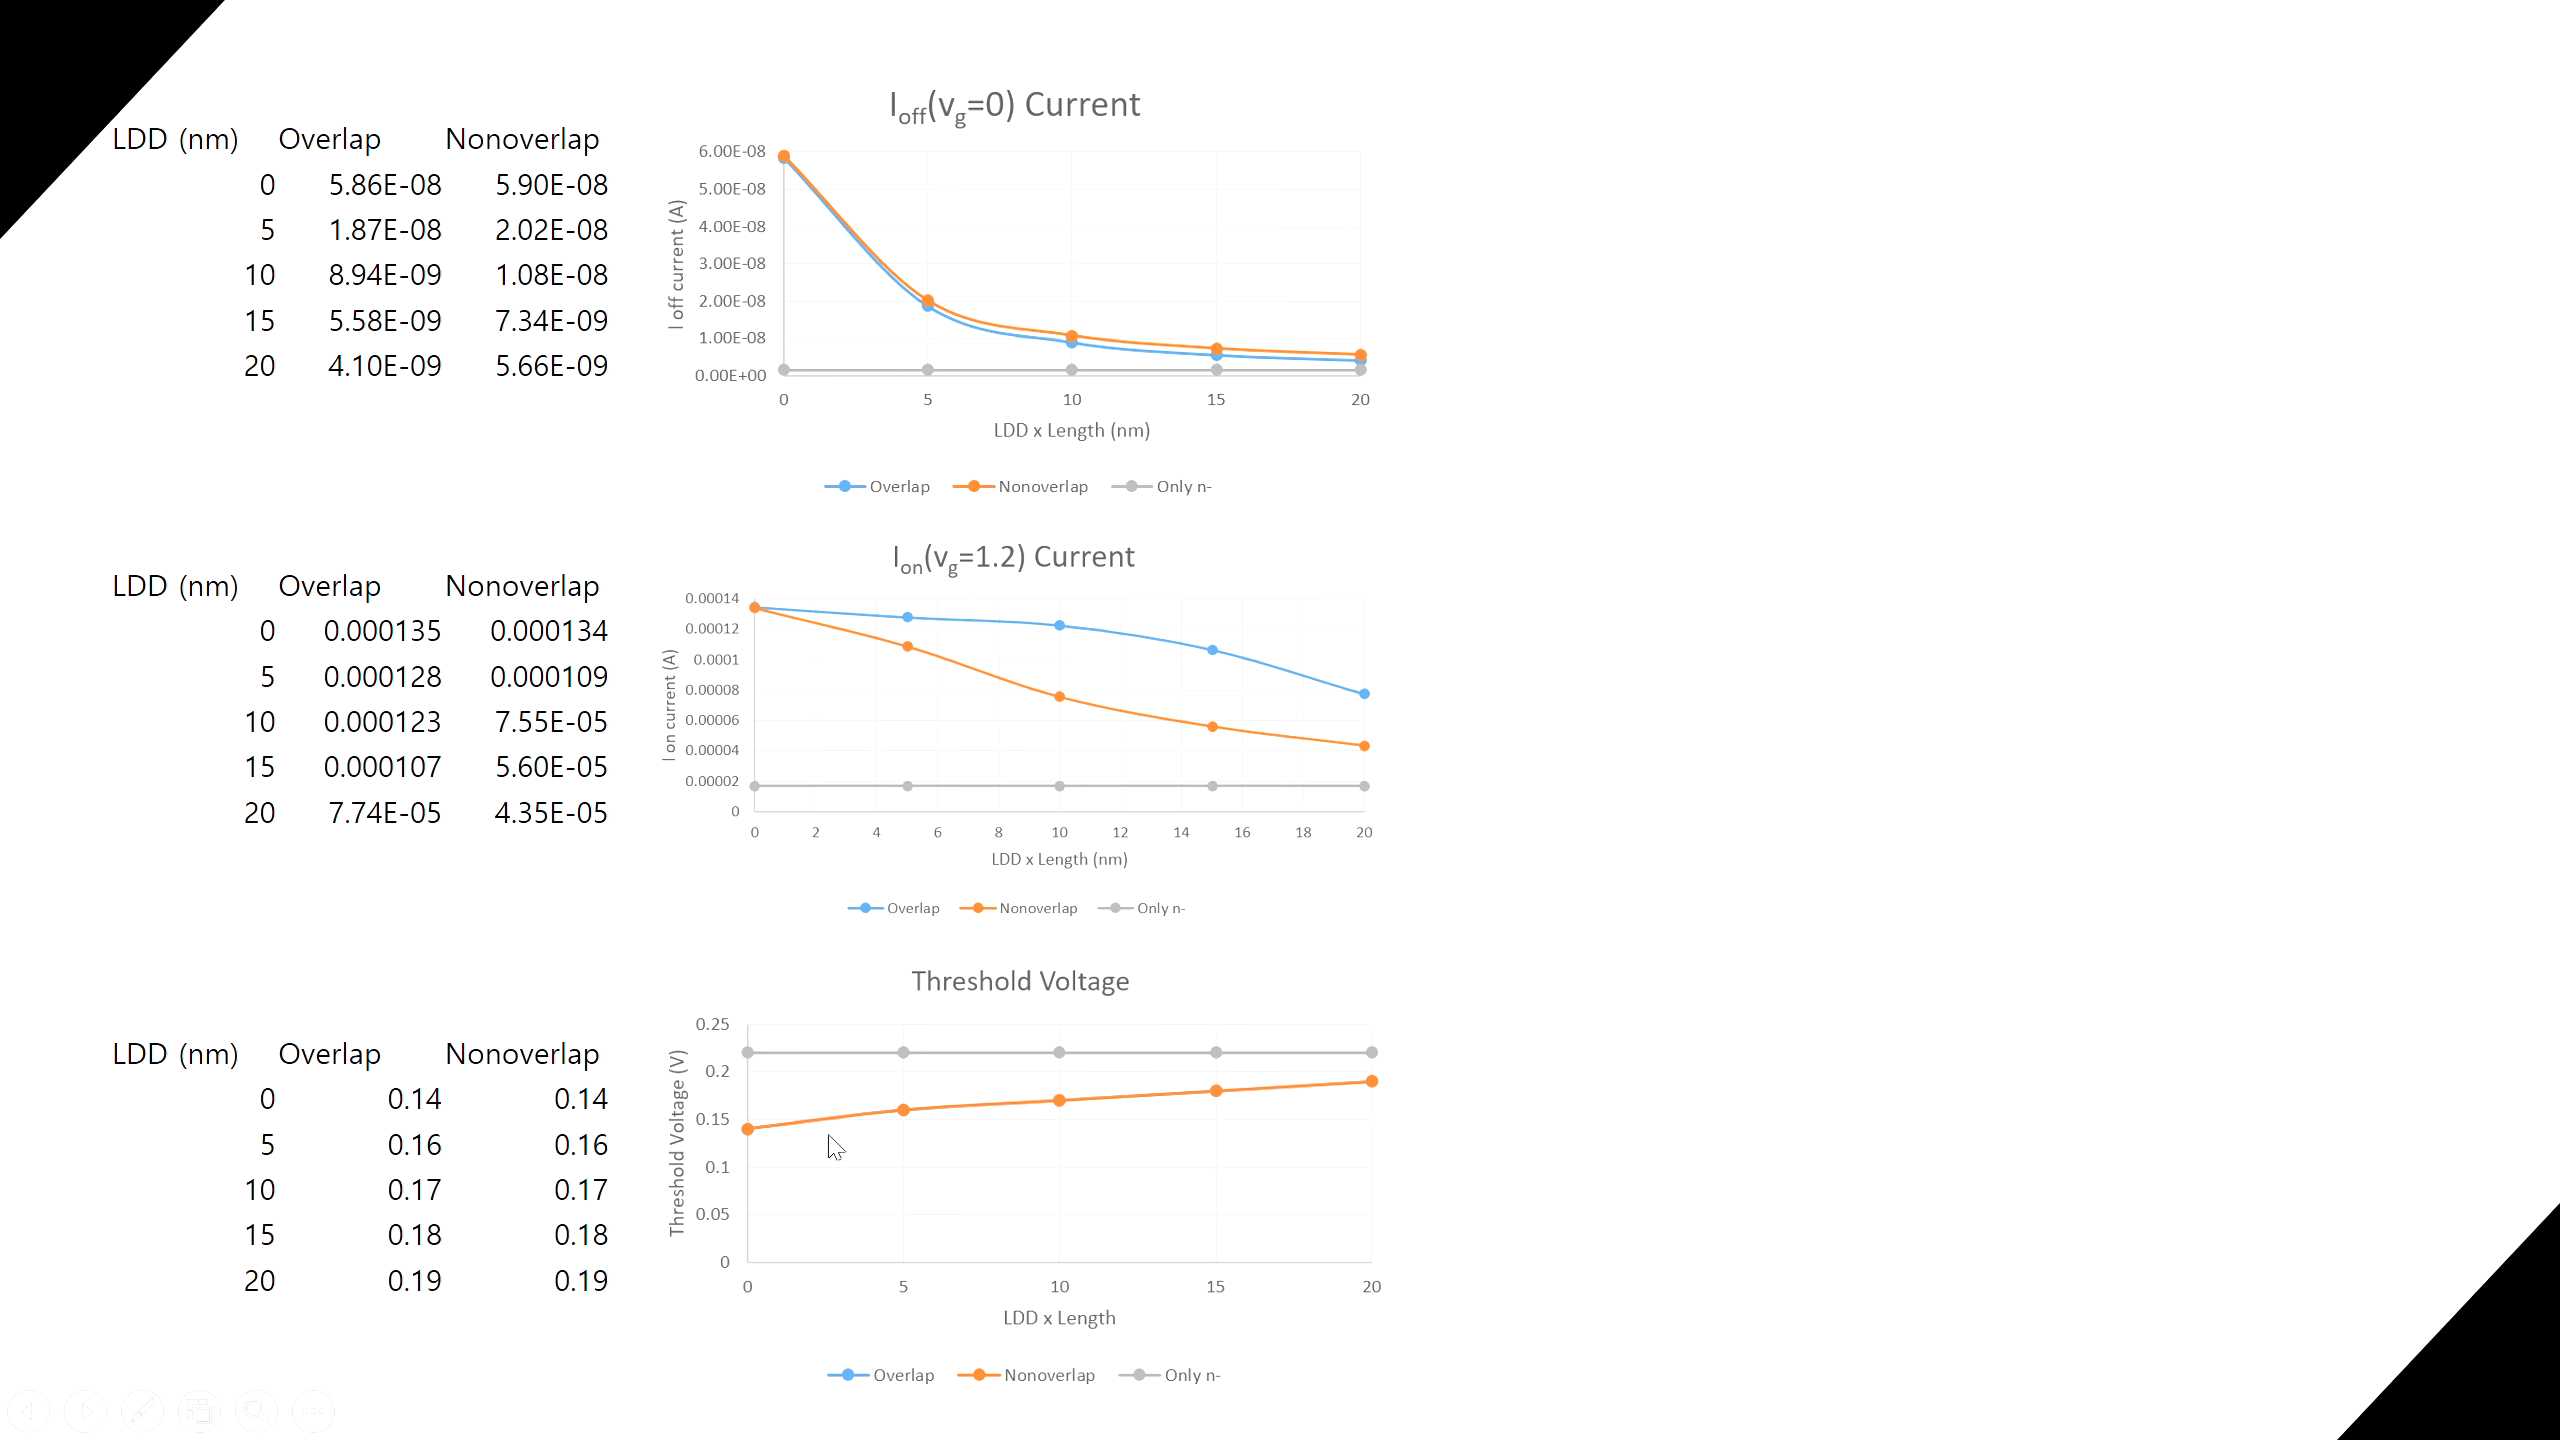 LDD (nm) Overlap Nonoverlap
0 5.86E-08 5.90E-08
5 1.87E-08 2.02E-08
10 8.94E-09 1.08E-08
15 5.58E-09 7.34E-09
20 4.10E-09 5.66E-09
Ioff(vg=0) Current
I off current (A)
6.00E-08
5.00E-08
4.00E-08
3.00E-08
2.00E-08
1.00E-08
0.00E+00
0 5 10 15 20
LDD x Length (nm)
Overlap Nonoverlap Only n-
LDD (nm) Overlap Nonoverlap
0 0.000135 0.000134
5 0.000128 0.000109
10 0.000123 7.55E-05
15 0.000107 5.60E-05
20 7.74E-05 4.35E-05
Ion(vg=1.2) Current
I on current (A)
0.00014
0.00012
0.0001
0.00008
0.00006
0.00004
0.00002
0
0 2 4 6 8 10 12 14 16 18 20
LDD x Length (nm)
Overlap Nonoverlap Only n-
LDD (nm) Overlap Nonoverlap
0 0.14 0.14
5 0.16 0.16
10 0.17 0.17
15 0.18 0.18
20 0.19 0.19
Threshold Voltage
Threshold Voltage (V)
0.25
0.2
0.15
0.1
0.05
0
0 5 10 15 20
LDD x Length
Overlap Nonoverlap Only n-